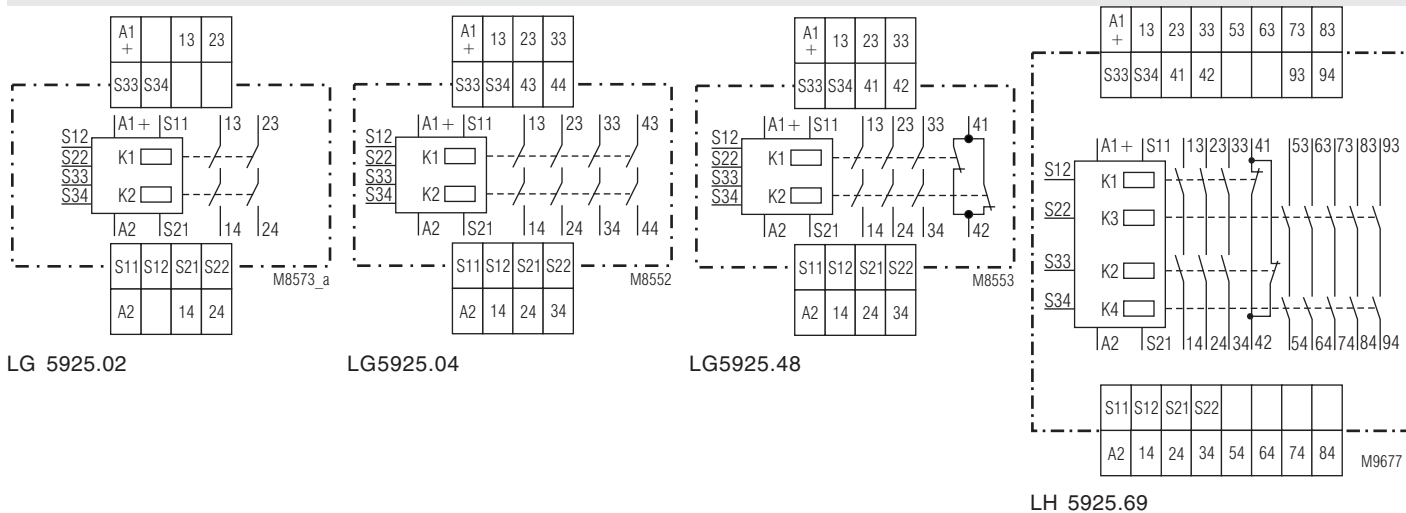 A1
+ 13 23
S33 S34
A1+ S11 13 23
S12
S22 K1
S33
S34 K2
A2 S21 14 24
S11 S12 S21 S22
M8573_a
A2 14 24
LG 5925.02
A1
+ 13 23 33
S33 S34 43 44
A1+ S11 13 23 33 43
S12
S22 K1
S33
S34 K2
A2 S21 14 24 34 44
S11 S12 S21 S22
M8552
A2 14 24 34
LG5925.04
A1
+ 13 23 33
S33 S34 41 42
A1+ S11 13 23 33 41
S12
S22 K1
S33
S34 K2
A2 S21 14 24 34 42
S11 S12 S21 S22
M8553
A2 14 24 34
LG5925.48
A1
+ 13 23 33 53 63 73 83
S33 S34 41 42 93 94
A1+ S11 13 23 33 41 53 63 73 83 93
S12
K1
S22
K3
S33
K2
S34
K4
A2 S21 14 24 34 42 54 64 74 84 94
S11 S12 S21 S22
A2 14 24 34 54 64 74 84
M9677
LH 5925.69